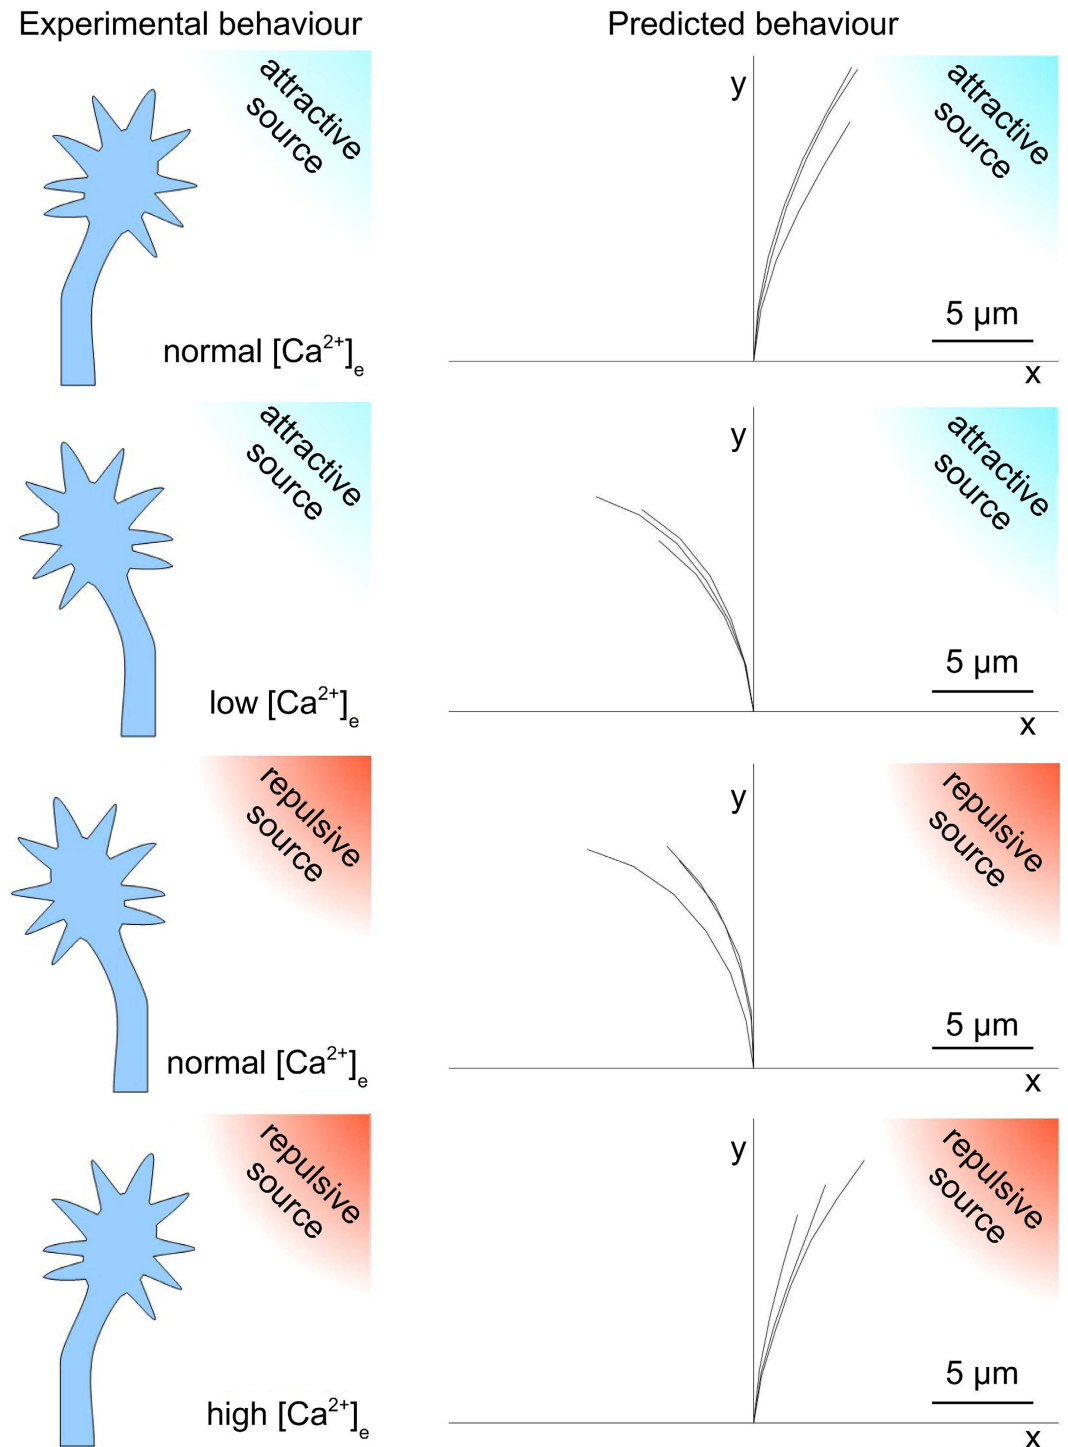 Experimental behaviour
Predicted behaviour
attractive
source
normal [Ca²⁺]ₑ
y
attractive
source
5 µm
x
attractive
source
low [Ca²⁺]ₑ
y
attractive
source
5 µm
x
repulsive
source
normal [Ca²⁺]ₑ
y
repulsive
source
5 µm
x
repulsive
source
high [Ca²⁺]ₑ
y
repulsive
source
5 µm
x